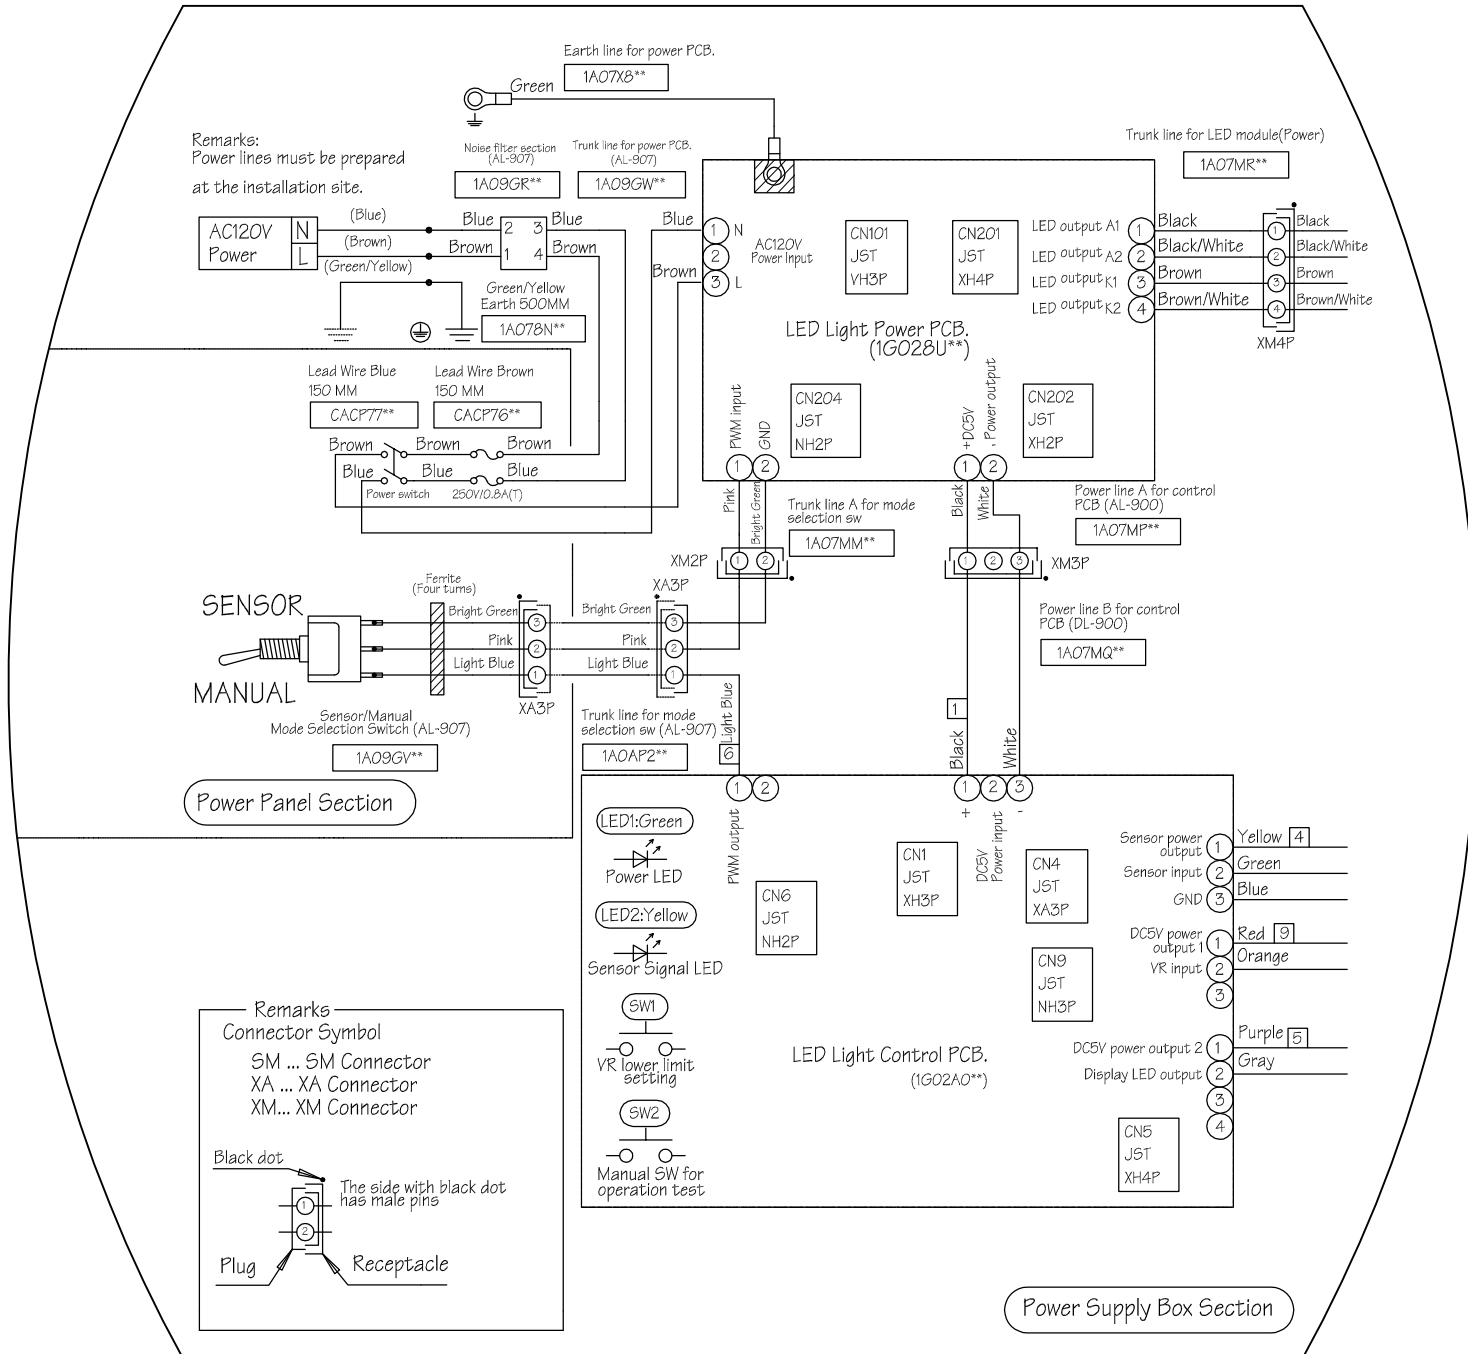 Earth line for power PCB.
1A07X8**
Green
Remarks:
Power lines must be prepared
at the installation site.
Noise filter section
(AL-907)
1A09GR**
Trunk line for power PCB.
(AL-907)
1A09GW**
Trunk line for LED module(Power)
1A07MR**
AC120V
Power
N
L
(Blue)
(Brown)
(Green/Yellow)
Blue
Brown
2 3
1 4
Blue
Brown
Green/Yellow
Earth 500MM
1A078N**
Blue
Brown
1 N
2
3 L
AC120V
Power Input
CN101
JST
VH3P
CN201
JST
XH4P
LED output A1
LED output A2
LED output K1
LED output K2
1
2
3
4
Black
Black/White
Brown
Brown/White
1
2
3
4
Black
Black/White
Brown
Brown/White
XM4P
LED Light Power PCB.
(1G028U**)
Lead Wire Blue
150 MM
CACP77**
Lead Wire Brown
150 MM
CACP76**
Brown Brown Brown
Blue Blue Blue
Power switch
250V/0.8A(T)
PWM input
GND
CN204
JST
NH2P
+DC5V
- Power output
CN202
JST
XH2P
1 2
1 2
Pink
Bright Green
Trunk line A for mode
selection sw
1A07MM**
Black
White
Power line A for control
PCB (AL-900)
1A07MP**
XM2P
1 2
1 2 3
XM3P
SENSOR
MANUAL
Ferrite
(Four turns)
Bright Green
Pink
Light Blue
3
2
1
XA3P
Bright Green
Pink
Light Blue
XA3P
3
2
1
Power line B for control
PCB (DL-900)
1A07MQ**
Sensor/Manual
Mode Selection Switch (AL-907)
1A09GV**
Trunk line for mode
selection sw (AL-907)
1A0AP2**
Light Blue
6
1
Black
White
Power Panel Section
1 2
PWM output
1 2 3
+
DC5V
Power input
-
LED1:Green
Power LED
LED2:Yellow
Sensor Signal LED
SW1
VR lower limit
setting
SW2
Manual SW for
operation test
CN6
JST
NH2P
CN1
JST
XH3P
CN4
JST
XA3P
CN9
JST
NH3P
CN5
JST
XH4P
LED Light Control PCB.
(1G02A0**)
Sensor power
output
1
Yellow 4
Sensor input
2
Green
GND
3
Blue
DC5V power
output 1
1
Red 9
VR input
2
Orange
3
DC5V power output 2
1
Purple 5
Display LED output
2
Gray
3
4
Remarks
Connector Symbol
SM ... SM Connector
XA ... XA Connector
XM... XM Connector
Black dot
The side with black dot
has male pins
1
2
Plug
Receptacle
Power Supply Box Section